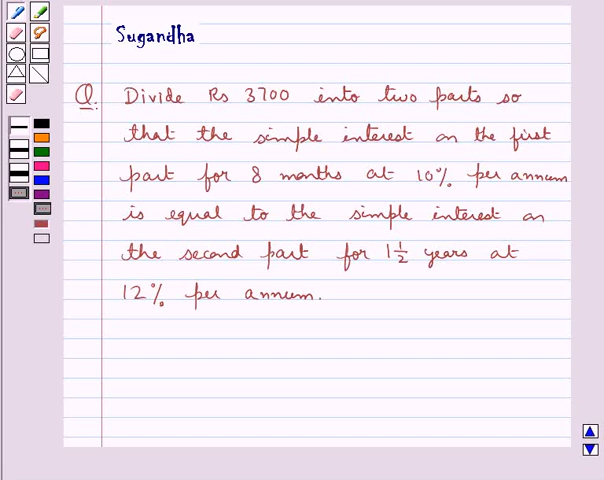 Sugandha
Q. Divide Rs 3700 into two parts so
that the simple interest on the first
part for 8 months at 10% per annum
is equal to the simple interest on
the second part for 1 1/2 years at
12% per annum.